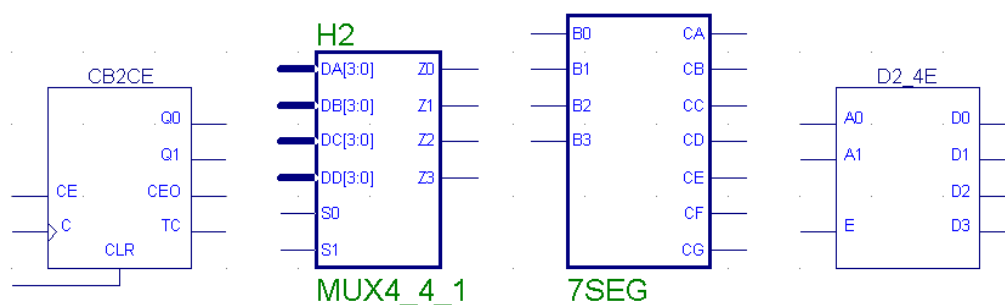 CB2CE
Q0
Q1
CE
CEO
C
TC
CLR
H2
DA[3:0]
Z0
DB[3:0]
Z1
DC[3:0]
Z2
DD[3:0]
Z3
S0
S1
MUX4_4_1
B0
CA
B1
CB
B2
CC
B3
CD
CE
CF
CG
7SEG
D2_4E
A0
D0
A1
D1
D2
E
D3